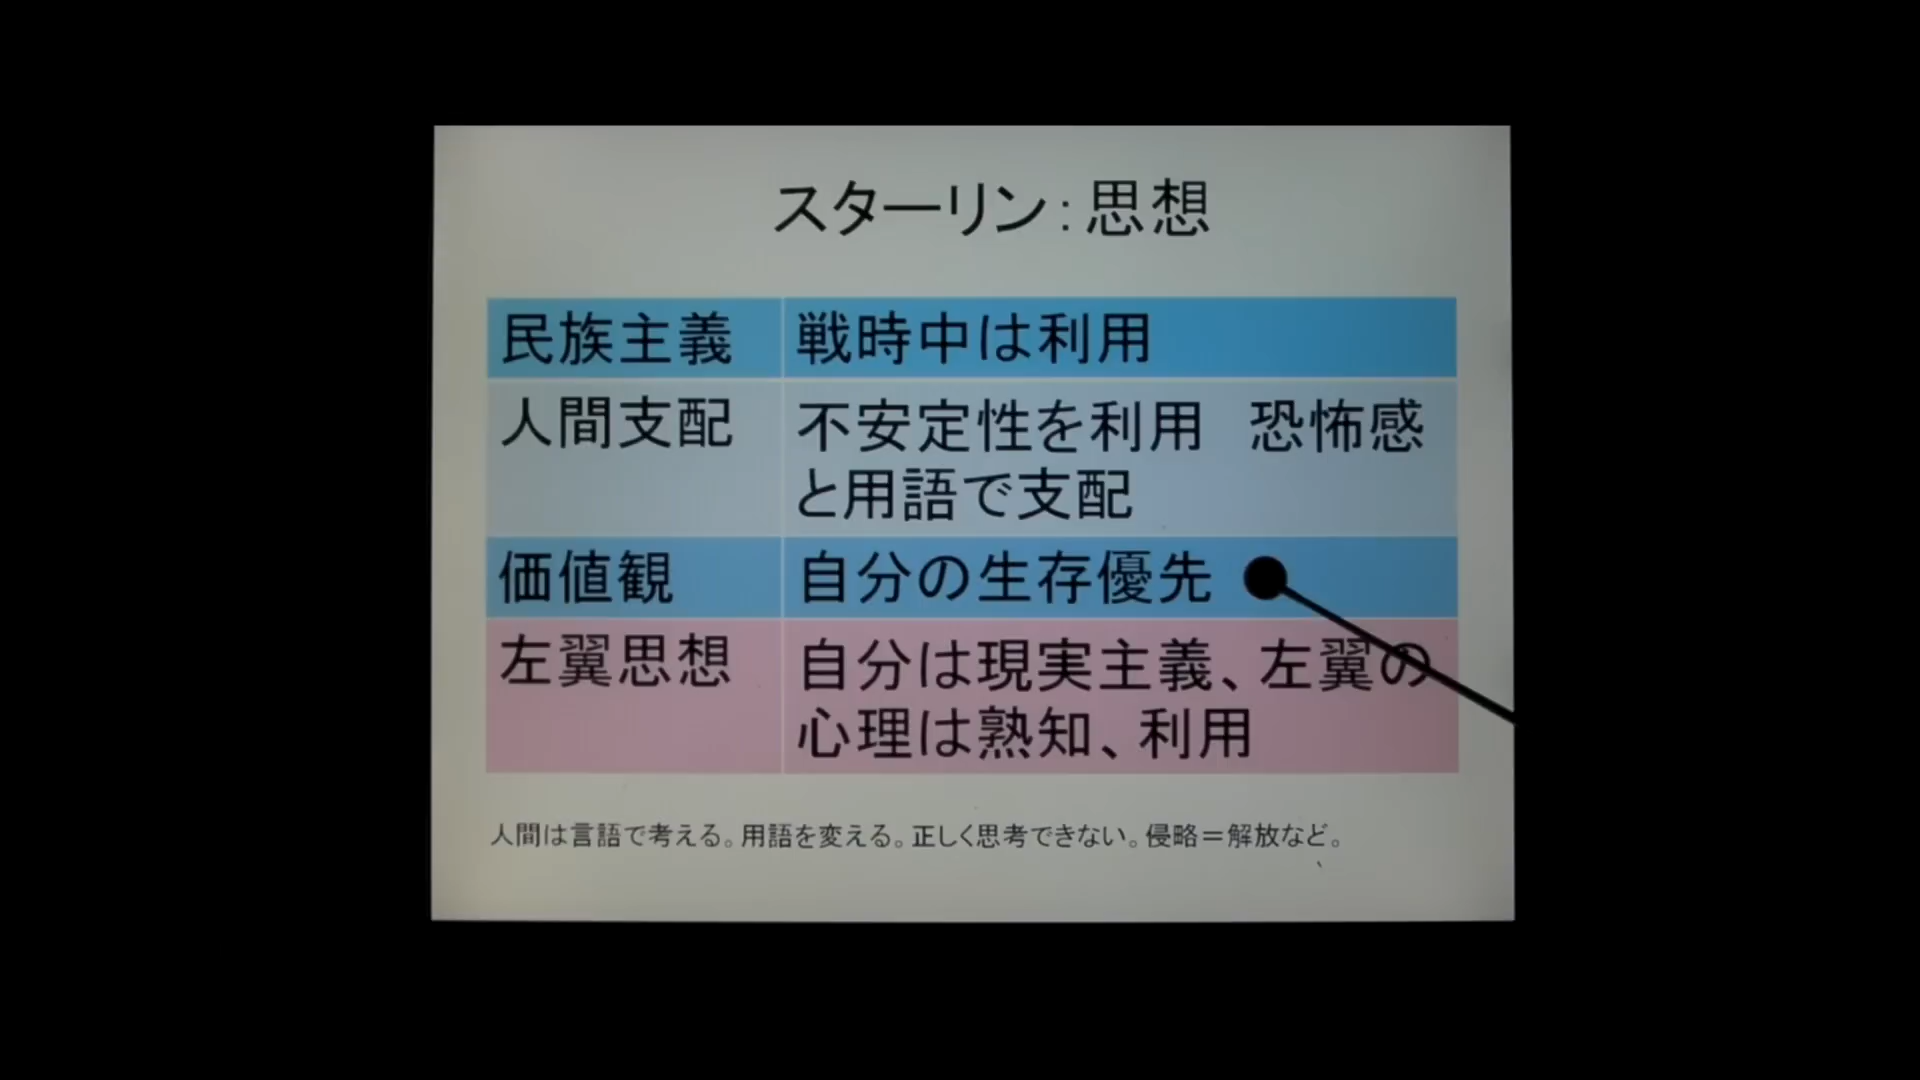 スターリン：思想
民族主義
戦時中は利用
人間支配
不安定性を利用　恐怖感
と用語で支配
価値観
自分の生存優先
左翼思想
自分は現実主義、左翼の
心理は熟知、利用
人間は言語で考える。用語を変える。正しく思考できない。侵略＝解放など。